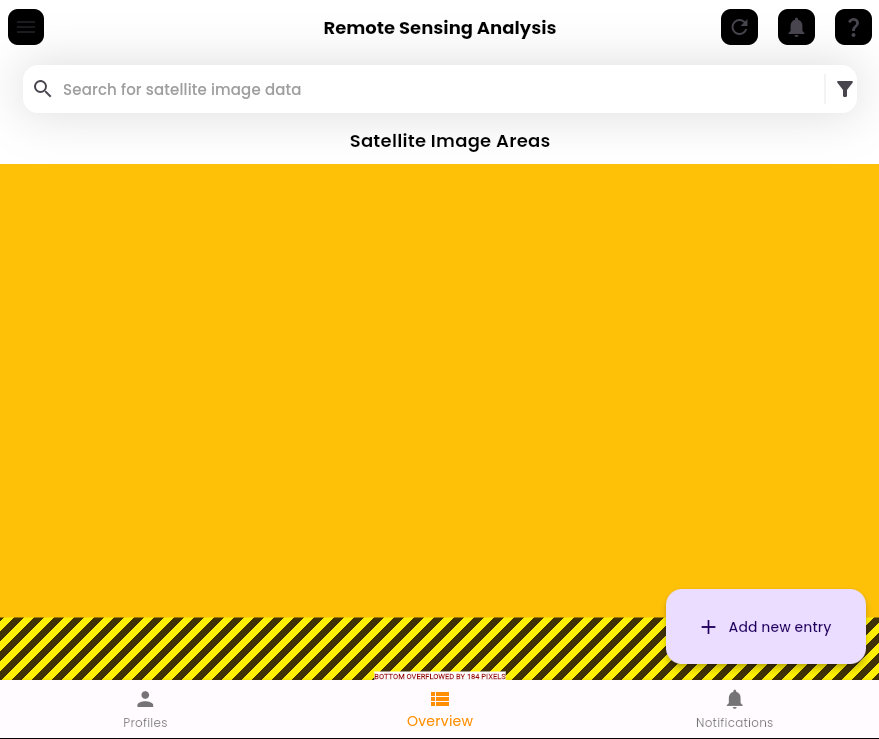 Remote Sensing Analysis
Search for satellite image data
Satellite Image Areas
Add new entry
BOTTOM OVERFLOWED BY 184 PIXELS
Profiles
Overview
Notifications